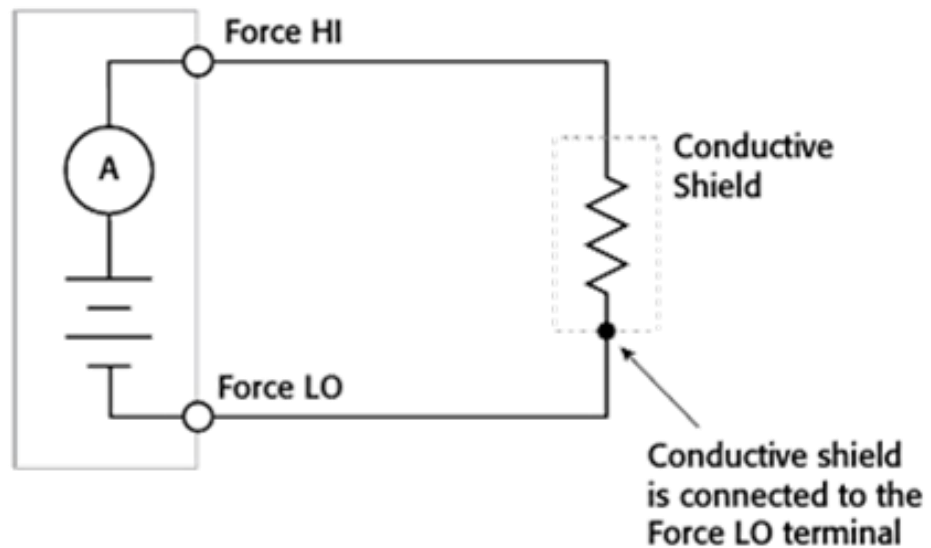 Force HI
A
Conductive
Shield
Force LO
Conductive shield
is connected to the
Force LO terminal